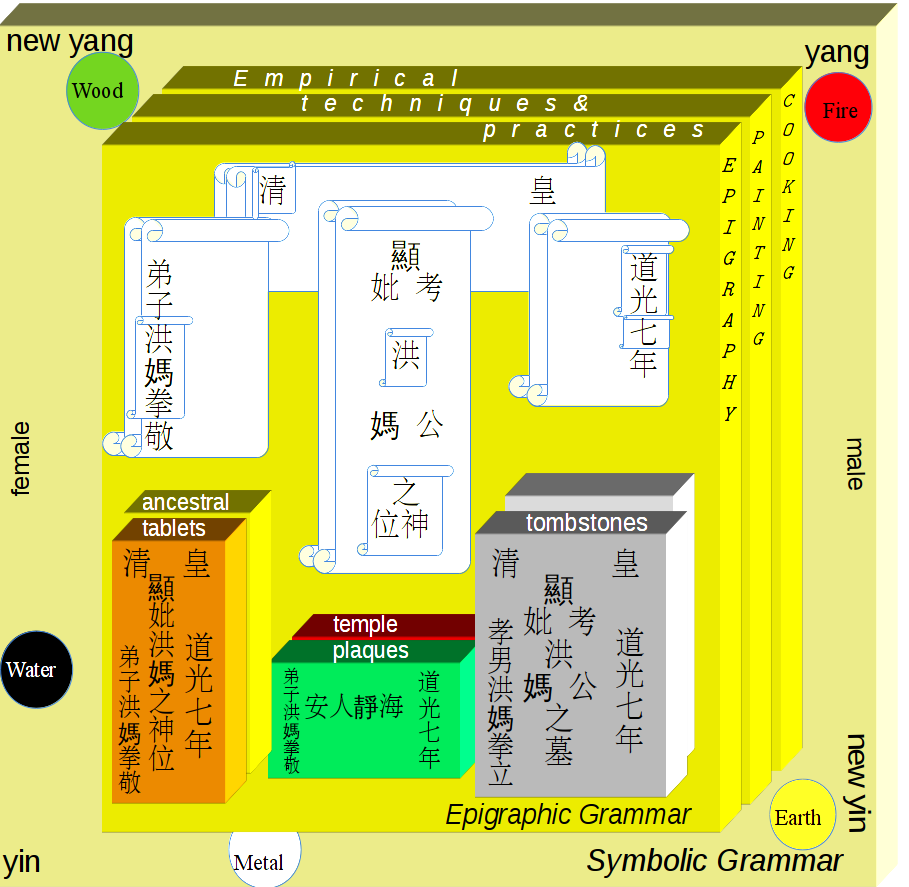 new yang
yang
Wood
Fire
Empirical
techniques &
practices
COOKING
PAINTING
EPIGRAPHY
皇
清
道光七年
顯
妣考
洪
媽公
之
位神
弟子洪媽拳敬
female
male
ancestral
tablets
皇
清
道光七年
顯妣洪媽之神位
弟子洪媽拳敬
temple
plaques
道光七年
安人靜海
弟子洪媽拳敬
tombstones
皇
清
道光七年
顯
妣考
洪
媽公
之
墓
孝男洪媽拳立
Water
Metal
Earth
new yin
yin
Epigraphic Grammar
Symbolic Grammar